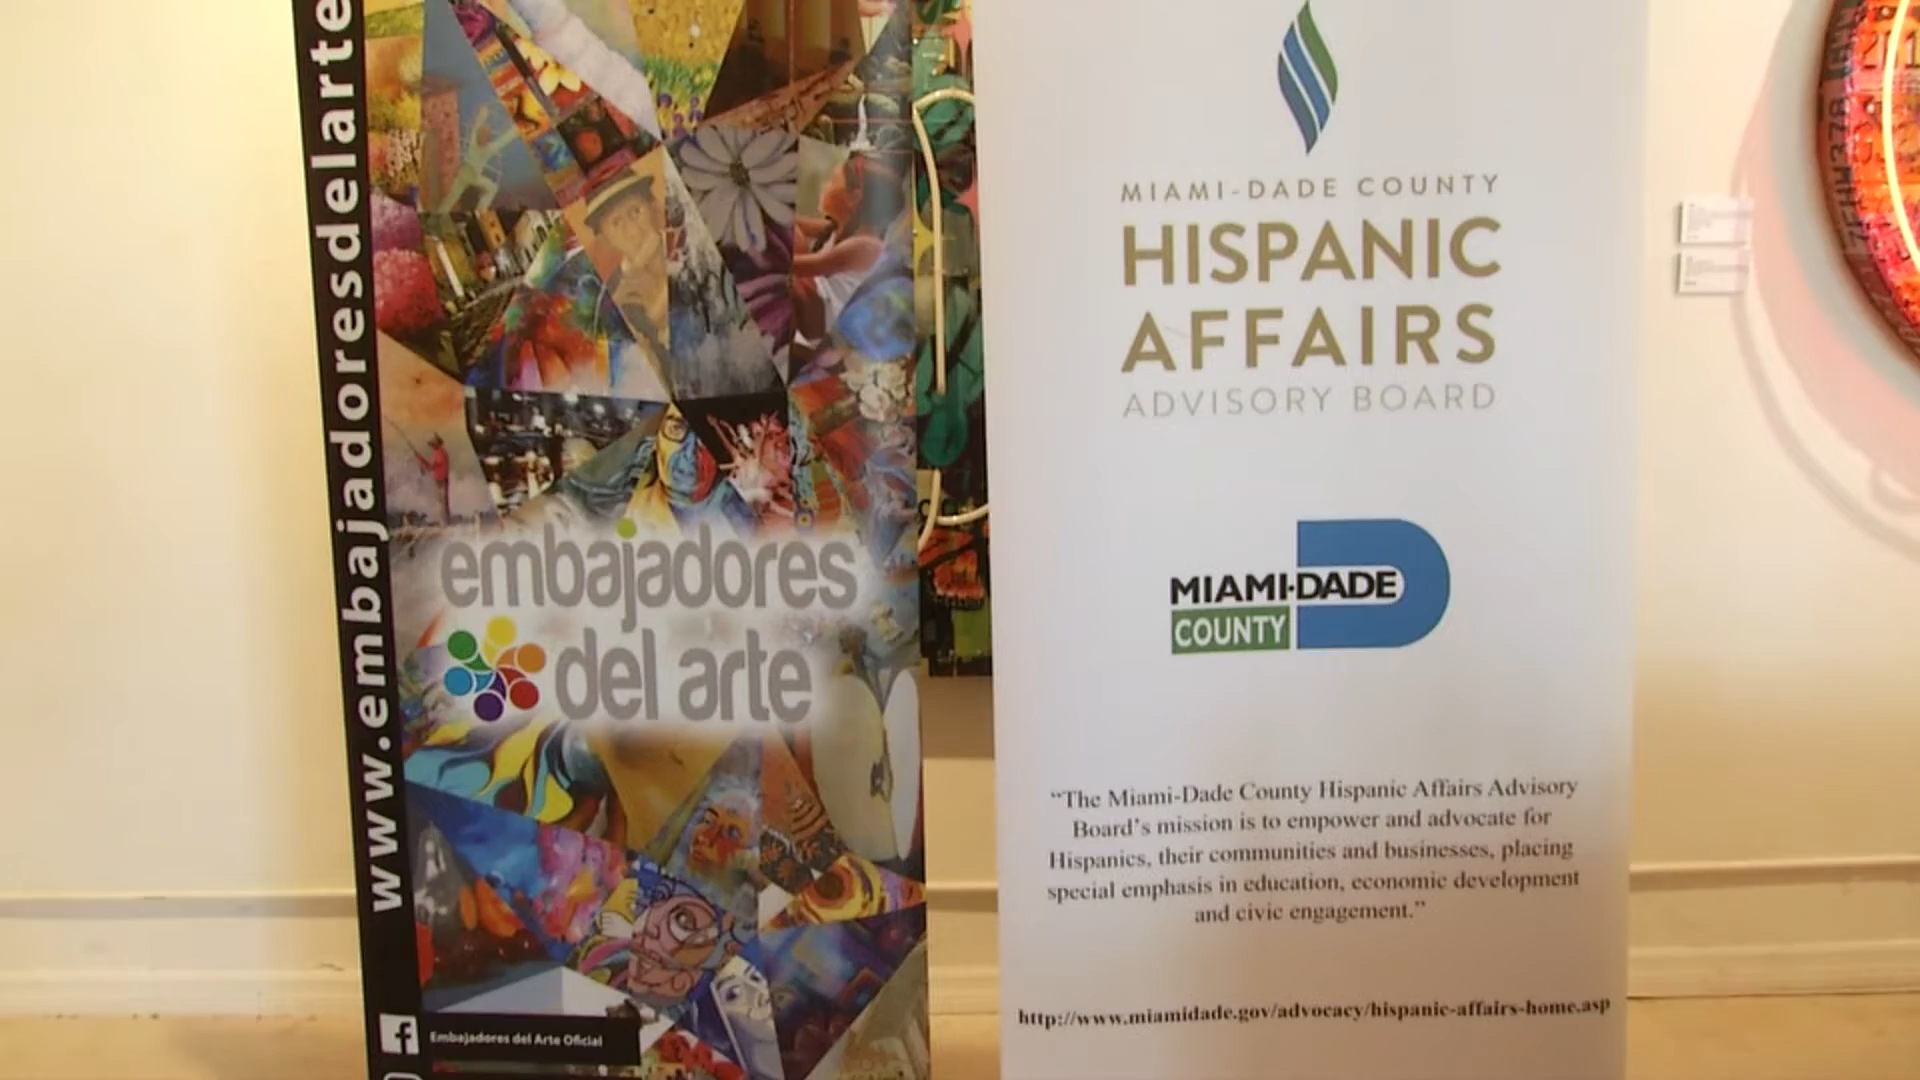 www.embajadoresdelarte
embajadores
del arte
Embajadores del Arte Oficial
MIAMI-DADE COUNTY
HISPANIC
AFFAIRS
ADVISORY BOARD
MIAMI-DADE
COUNTY
“The Miami-Dade County Hispanic Affairs Advisory
Board’s mission is to empower and advocate for
Hispanics, their communities and businesses, placing
special emphasis in education, economic development
and civic engagement.”
http://www.miamidade.gov/advocacy/hispanic-affairs-home.asp